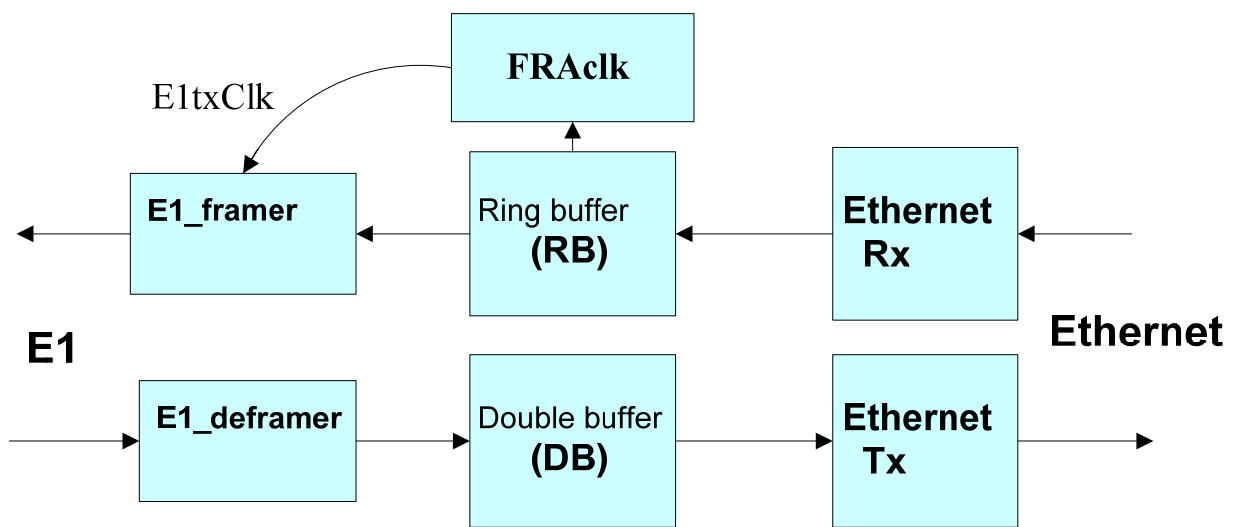 FRAclk
E1txClk
E1_framer
Ring buffer
(RB)
Ethernet
Rx
E1
Ethernet
E1_deframer
Double buffer
(DB)
Ethernet
Tx